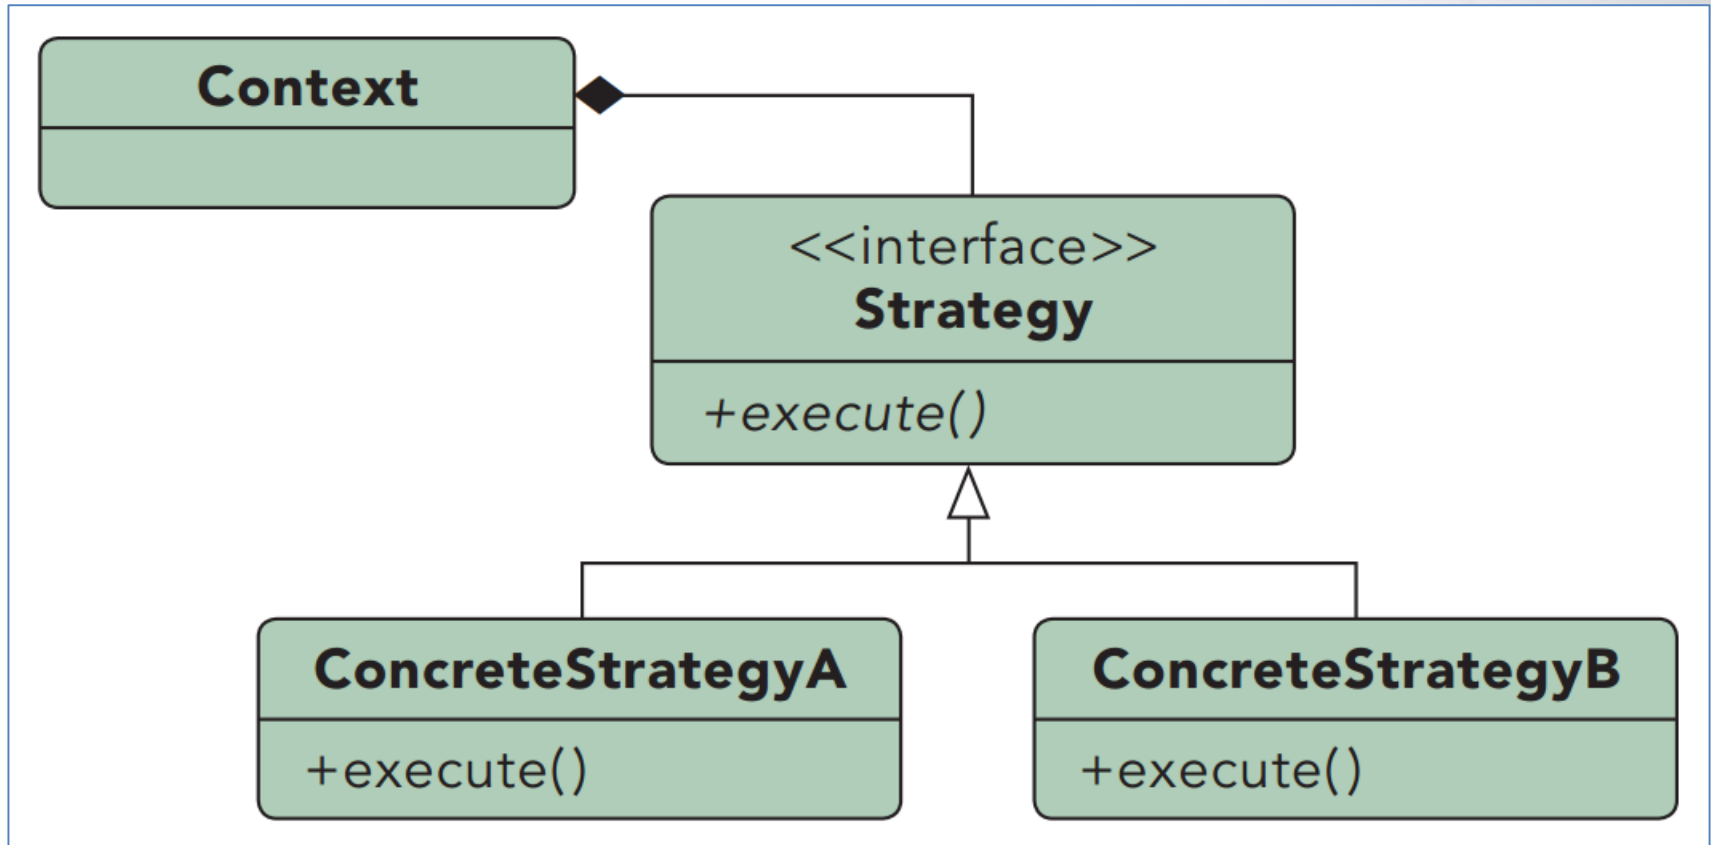 Context
<<interface>>
Strategy
+execute()
ConcreteStrategyA
+execute()
ConcreteStrategyB
+execute()